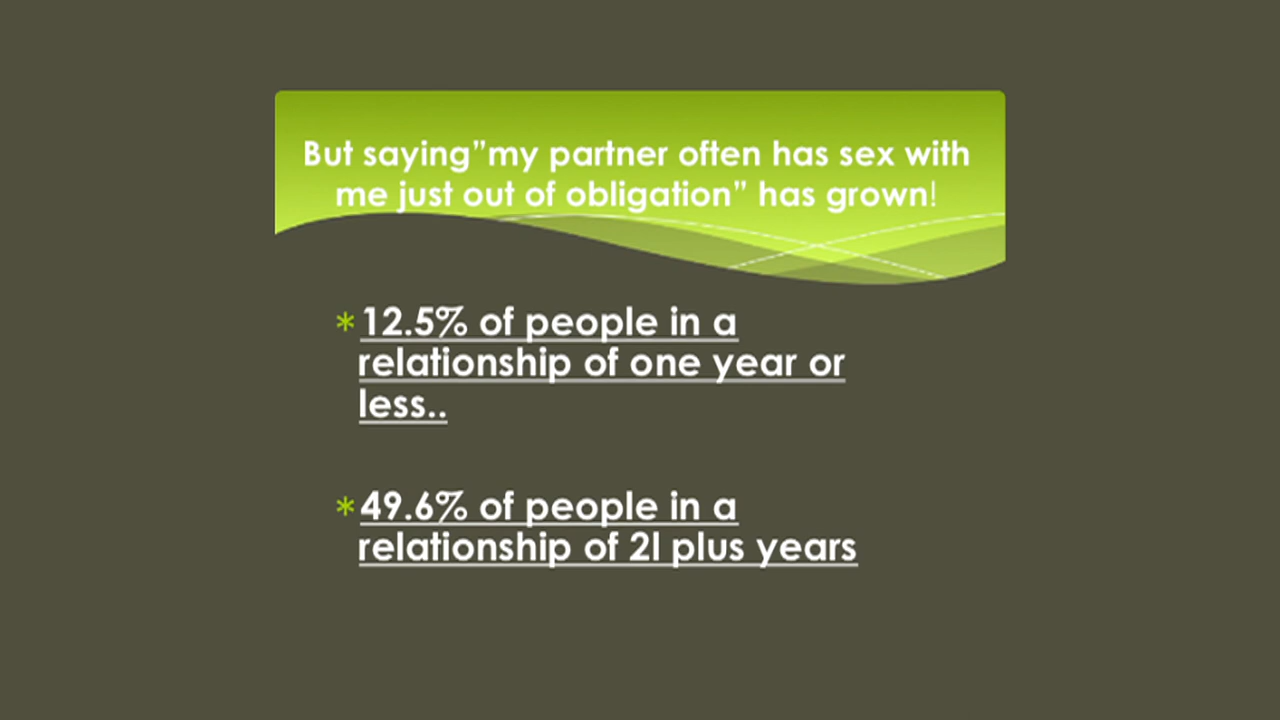 But saying”my partner often has sex with
me just out of obligation” has grown!
*12.5% of people in a
relationship of one year or
less..
*49.6% of people in a
relationship of 2l plus years